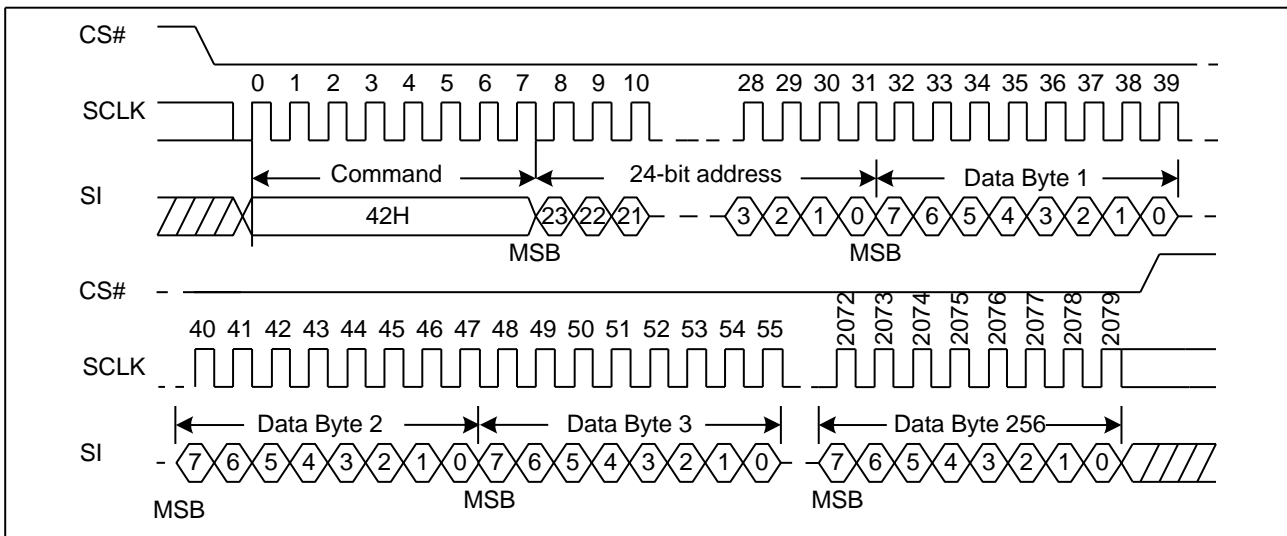 CS#
0 1 2 3 4 5 6 7 8 9 10 28 29 30 31 32 33 34 35 36 37 38 39
SCLK
Command 24-bit address Data Byte 1
SI
42H 23 22 21 3 2 1 0 7 6 5 4 3 2 1 0
MSB MSB
CS#
40 41 42 43 44 45 46 47 48 49 50 51 52 53 54 55 2072 2073 2074 2075 2076 2077 2078 2079
SCLK
Data Byte 2 Data Byte 3 Data Byte 256
SI
7 6 5 4 3 2 1 0 7 6 5 4 3 2 1 0 7 6 5 4 3 2 1 0
MSB MSB MSB